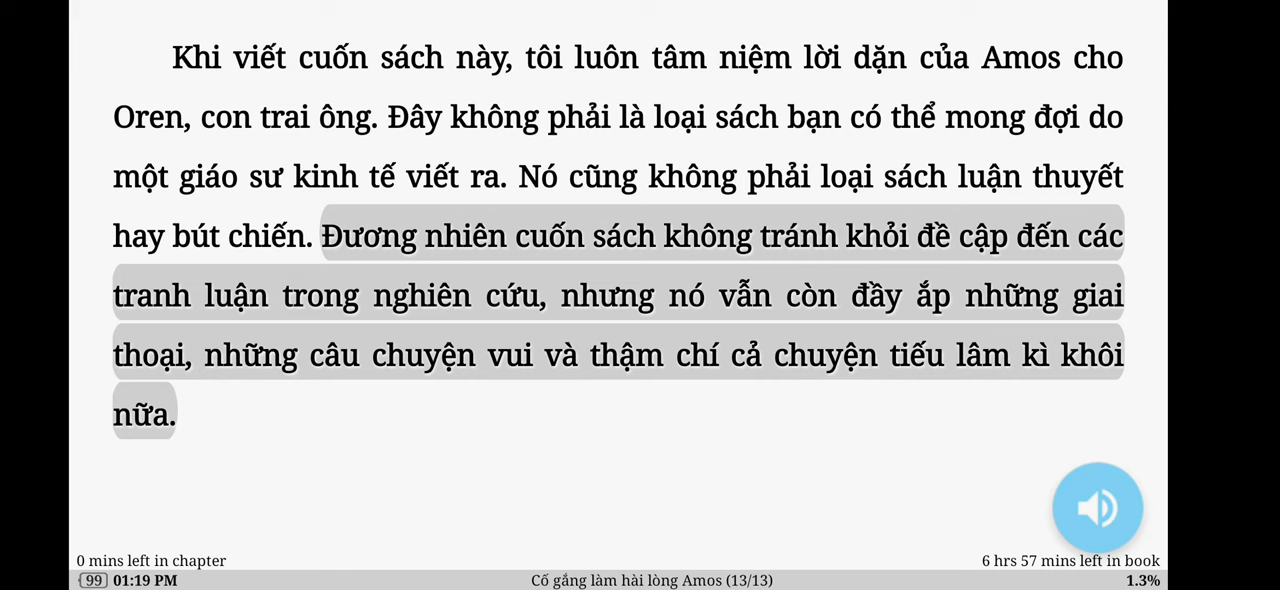 Khi viết cuốn sách này, tôi luôn tâm niệm lời dặn của Amos cho
Oren, con trai ông. Đây không phải là loại sách bạn có thể mong đợi do
một giáo sư kinh tế viết ra. Nó cũng không phải loại sách luận thuyết
hay bút chiến. Đương nhiên cuốn sách không tránh khỏi đề cập đến các
tranh luận trong nghiên cứu, nhưng nó vẫn còn đầy ắp những giai
thoại, những câu chuyện vui và thậm chí cả chuyện tiếu lâm kì khôi
nữa.
0 mins left in chapter
6 hrs 57 mins left in book
99 01:19 PM
Cố gắng làm hài lòng Amos (13/13)
1.3%